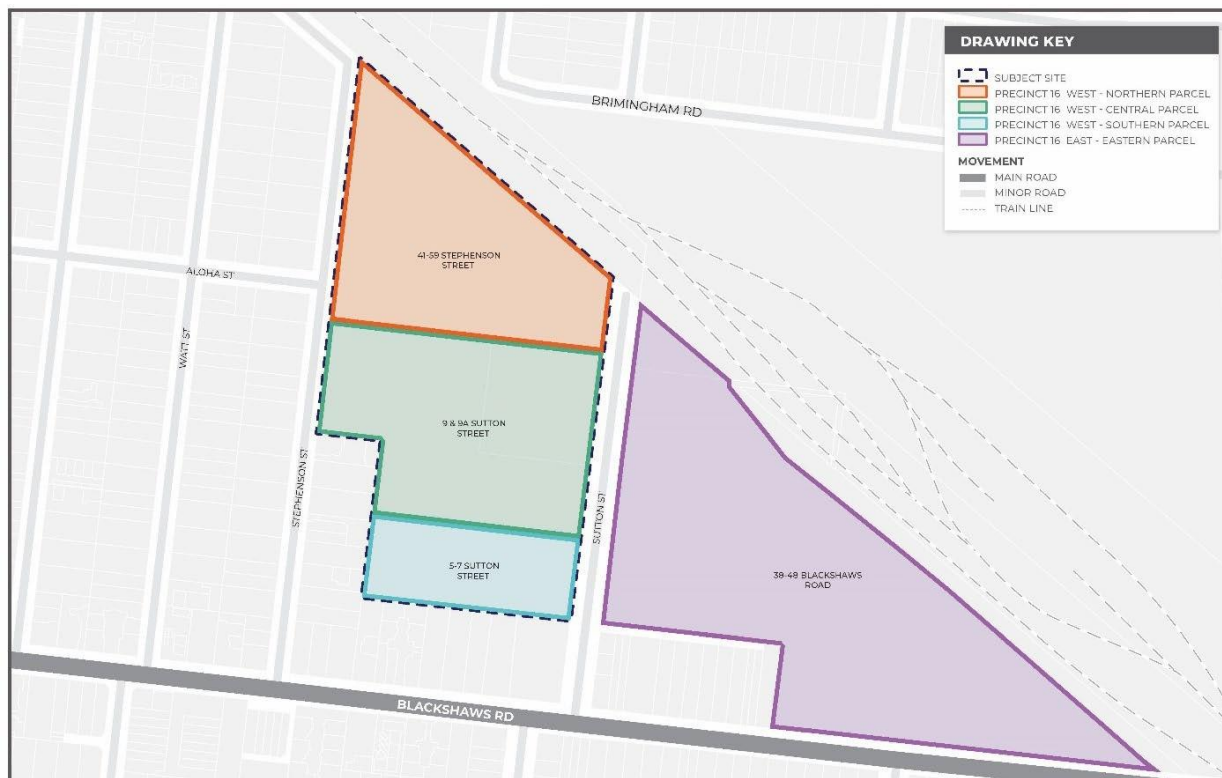 DRAWING KEY
SUBJECT SITE
PRECINCT 16 WEST - NORTHERN PARCEL
PRECINCT 16 WEST - CENTRAL PARCEL
PRECINCT 16 WEST - SOUTHERN PARCEL
PRECINCT 16 EAST - EASTERN PARCEL
MOVEMENT
MAIN ROAD
MINOR ROAD
TRAIN LINE
BRIMINGHAM RD
41-59 STEPHENSON
STREET
ALOHA ST
WATT ST
9 & 9A SUTTON
STREET
STEPHENSON ST
SUTTON ST
5-7 SUTTON
STREET
38-48 BLACKSHAWS
ROAD
BLACKSHAWS RD